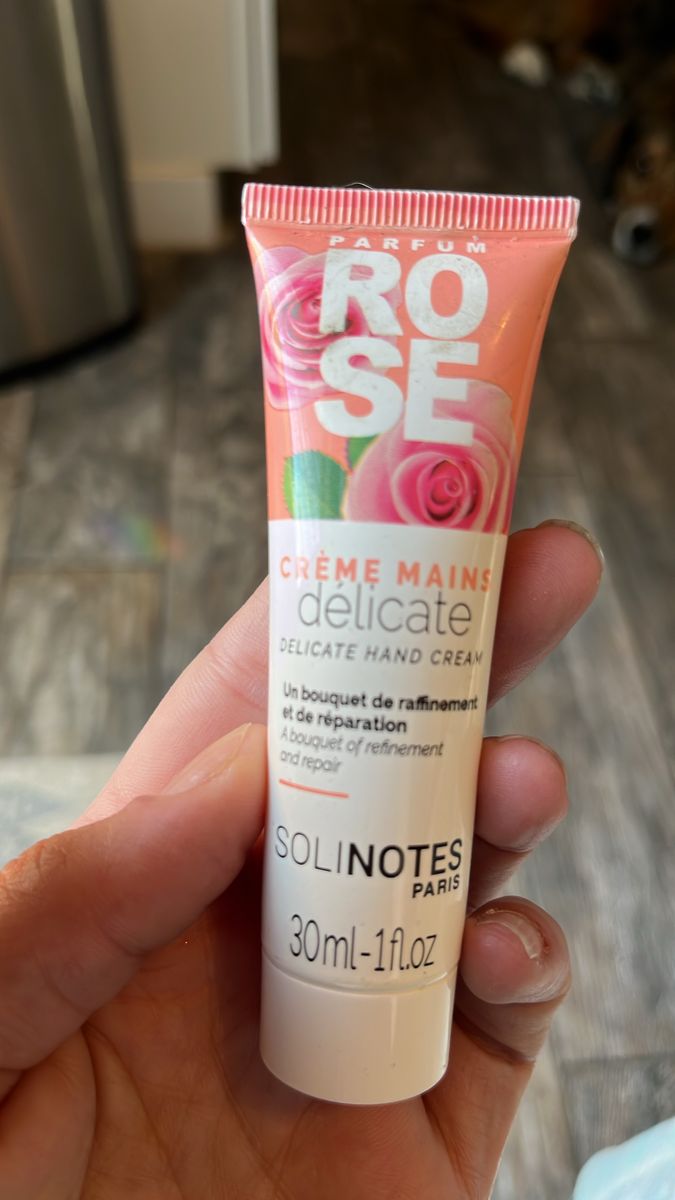 PARFUM
RO
SE
CRÈME MAINS
délicate
DELICATE HAND CREAM
Un bouquet de raffinement
et de réparation
A bouquet of refinement
and repair
SOLINOTES
PARIS
30ml-1fl.oz